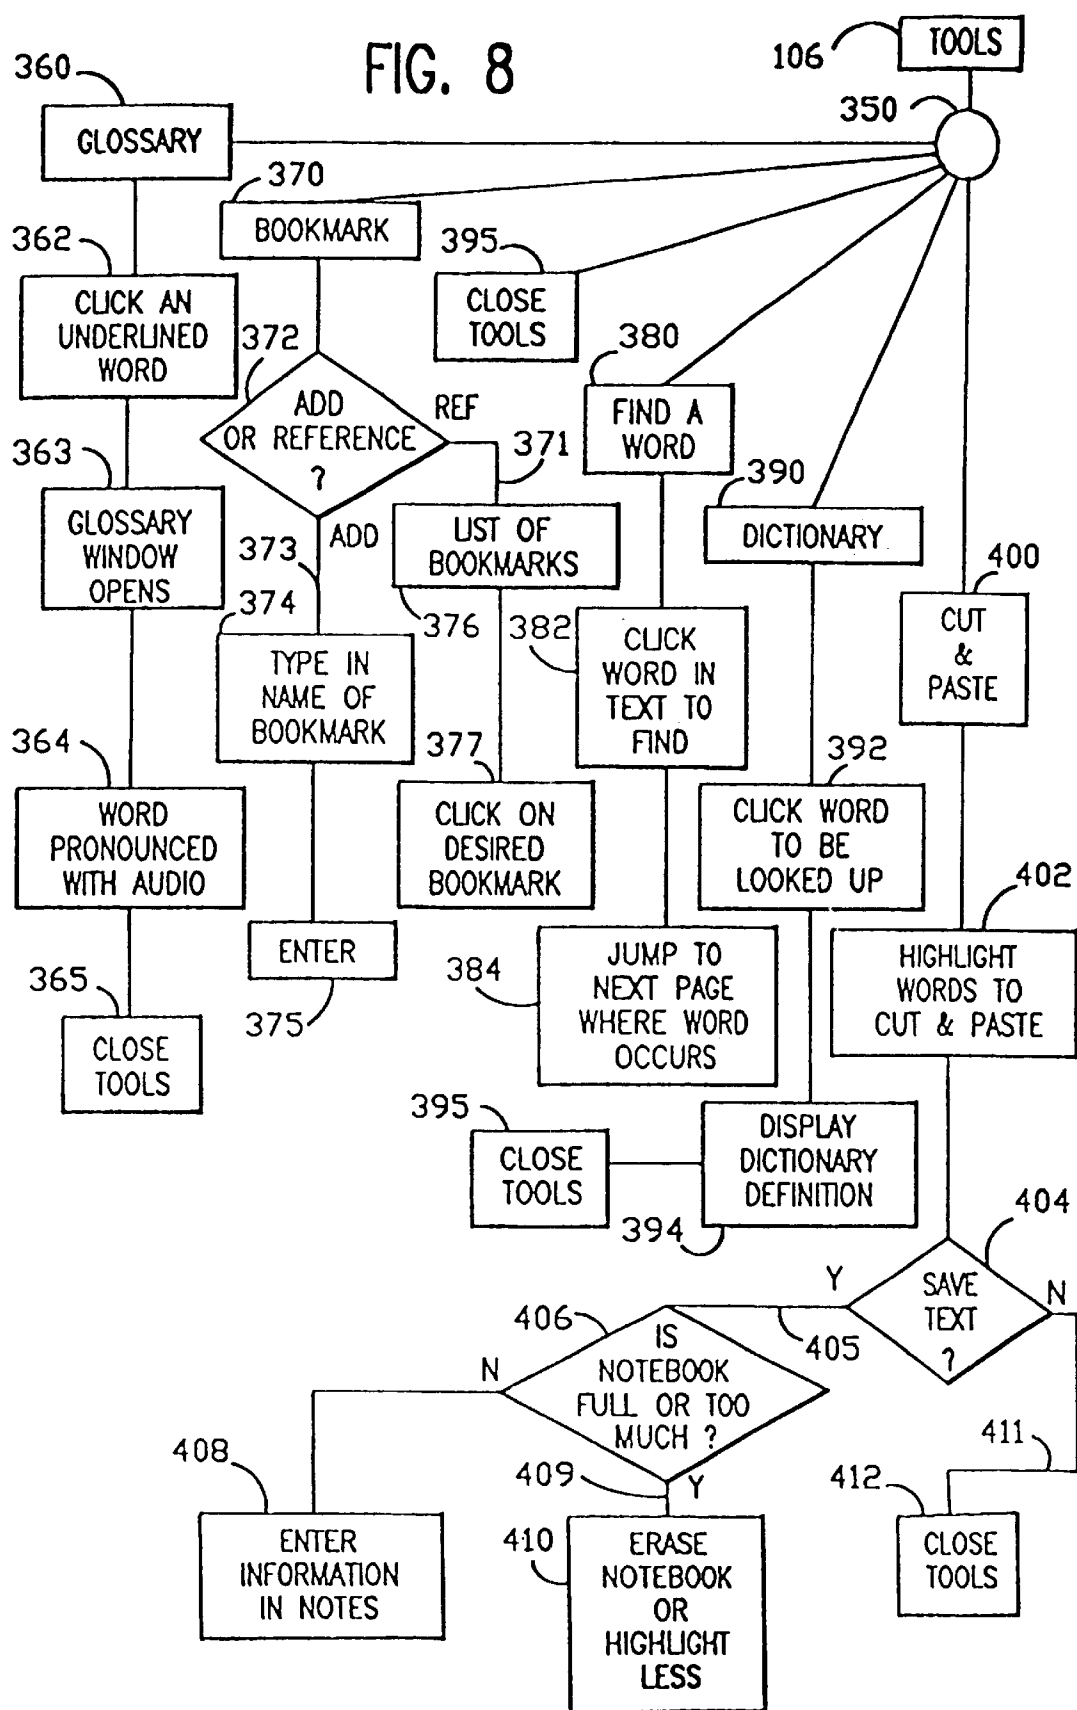 FIG. 8
106
TOOLS
350
360
GLOSSARY
370
BOOKMARK
395
CLOSE
TOOLS
362
CLICK AN
UNDERLINED
WORD
372
ADD
OR REFERENCE
?
REF
371
ADD
373
380
FIND A
WORD
390
DICTIONARY
400
CUT
&
PASTE
363
GLOSSARY
WINDOW
OPENS
LIST OF
BOOKMARKS
376
374
TYPE IN
NAME OF
BOOKMARK
382
CLICK
WORD IN
TEXT TO
FIND
364
WORD
PRONOUNCED
WITH AUDIO
377
CLICK ON
DESIRED
BOOKMARK
392
CLICK WORD
TO BE
LOOKED UP
402
HIGHLIGHT
WORDS TO
CUT & PASTE
ENTER
375
384
JUMP TO
NEXT PAGE
WHERE WORD
OCCURS
365
CLOSE
TOOLS
395
CLOSE
TOOLS
DISPLAY
DICTIONARY
DEFINITION
394
404
SAVE
TEXT
?
Y
N
405
406
IS
NOTEBOOK
FULL OR TOO
MUCH ?
N
Y
409
411
408
ENTER
INFORMATION
IN NOTES
410
ERASE
NOTEBOOK
OR
HIGHLIGHT
LESS
412
CLOSE
TOOLS